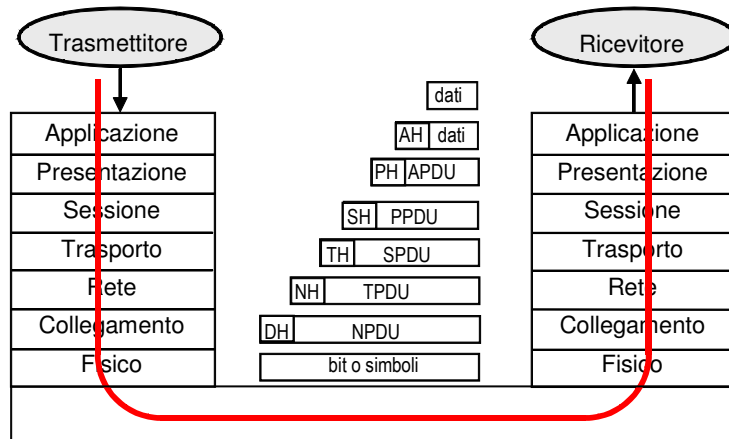 Trasmettitore
Ricevitore
dati
Applicazione
AH dati
Applicazione
Presentazione
PH APDU
Presentazione
Sessione
SH PPDU
Sessione
Trasporto
TH SPDU
Trasporto
Rete
NH TPDU
Rete
Collegamento
DH NPDU
Collegamento
Fisico
bit o simboli
Fisico